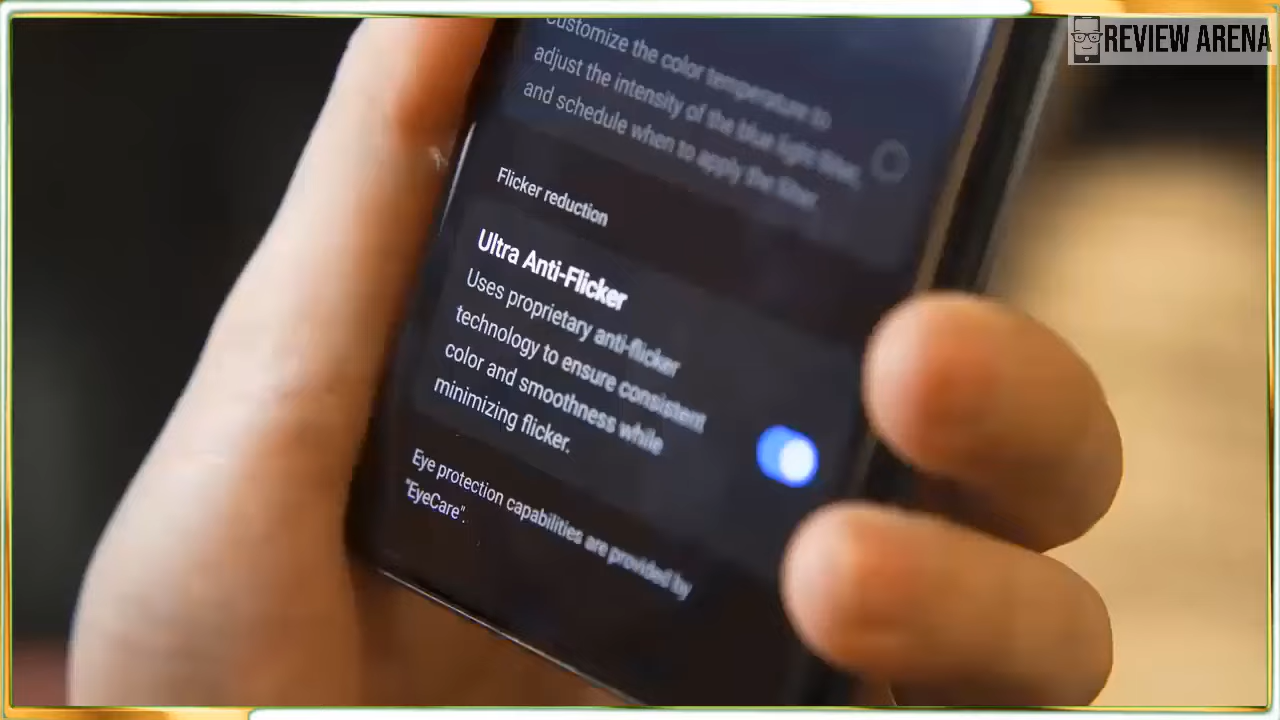 REVIEW ARENA
Customize the color temperature to
adjust the intensity of the blue light filter,
and schedule when to apply the filter.
Flicker reduction
Ultra Anti-Flicker
Uses proprietary anti-flicker
technology to ensure consistent
color and smoothness while
minimizing flicker.
Eye protection capabilities are provided by
"EyeCare".